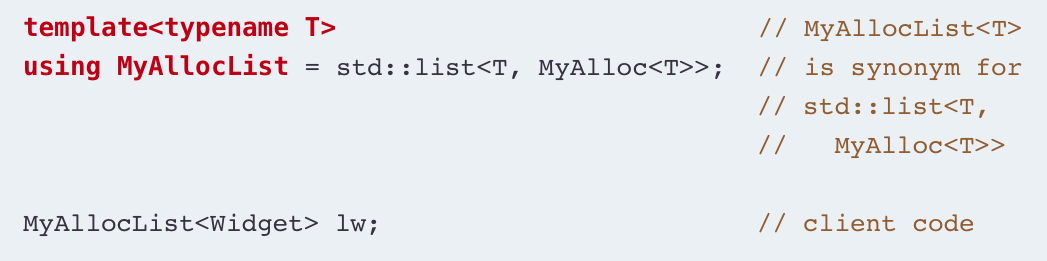 template<typename T>                            // MyAllocList<T>
using MyAllocList = std::list<T, MyAlloc<T>>;  // is synonym for
                                                // std::list<T,
                                                //   MyAlloc<T>>
MyAllocList<Widget> lw;                         // client code